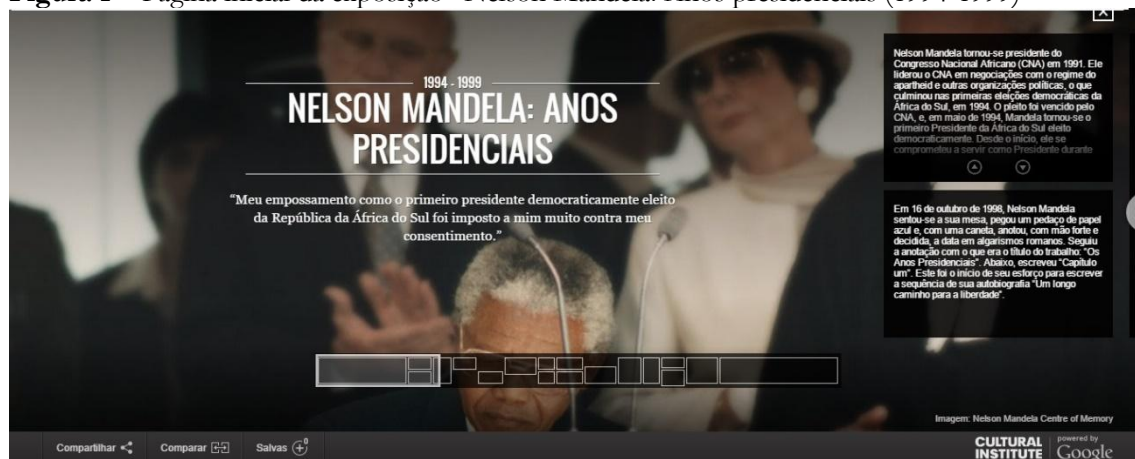 Figura 1 – Página inicial da exposição "Nelson Mandela: Anos presidenciais (1994-1999)"
1994 - 1999
NELSON MANDELA: ANOS
PRESIDENCIAIS
“Meu empossamento como o primeiro presidente democraticamente eleito
da República da África do Sul foi imposto a mim muito contra meu
consentimento.”
Nelson Mandela tornou-se presidente do
Congresso Nacional Africano (CNA) em 1991. Ele
liderou o CNA em negociações com o regime do
apartheid e outras organizações políticas, o que
culminou nas primeiras eleições democráticas da
África do Sul, em 1994. O pleito foi vencido pelo
CNA, e, em maio de 1994, Mandela tornou-se o
primeiro Presidente da África do Sul eleito
democraticamente. Desde o início, ele se
comprometeu a servir como Presidente durante
Em 16 de outubro de 1998, Nelson Mandela
sentou-se a sua mesa, pegou um pedaço de papel
azul e, com uma caneta, anotou, com mão forte e
decidida, a data em algarismos romanos. Seguiu
a anotação com o que era o título do trabalho: "Os
Anos Presidenciais". Abaixo, escreveu "Capítulo
um". Este foi o início de seu esforço para escrever
a sequência de sua autobiografia "Um longo
caminho para a liberdade".
Imagem: Nelson Mandela Centre of Memory
Compartilhar Comparar Salvas 0
CULTURAL INSTITUTE powered by Google